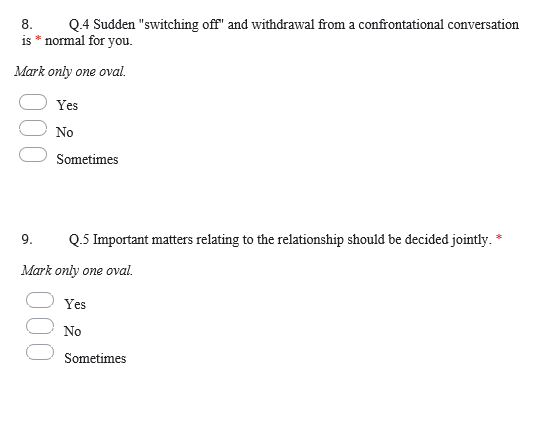 8. Q.4 Sudden "switching off" and withdrawal from a confrontational conversation
is * normal for you.
Mark only one oval.
Yes
No
Sometimes
9. Q.5 Important matters relating to the relationship should be decided jointly. *
Mark only one oval.
Yes
No
Sometimes